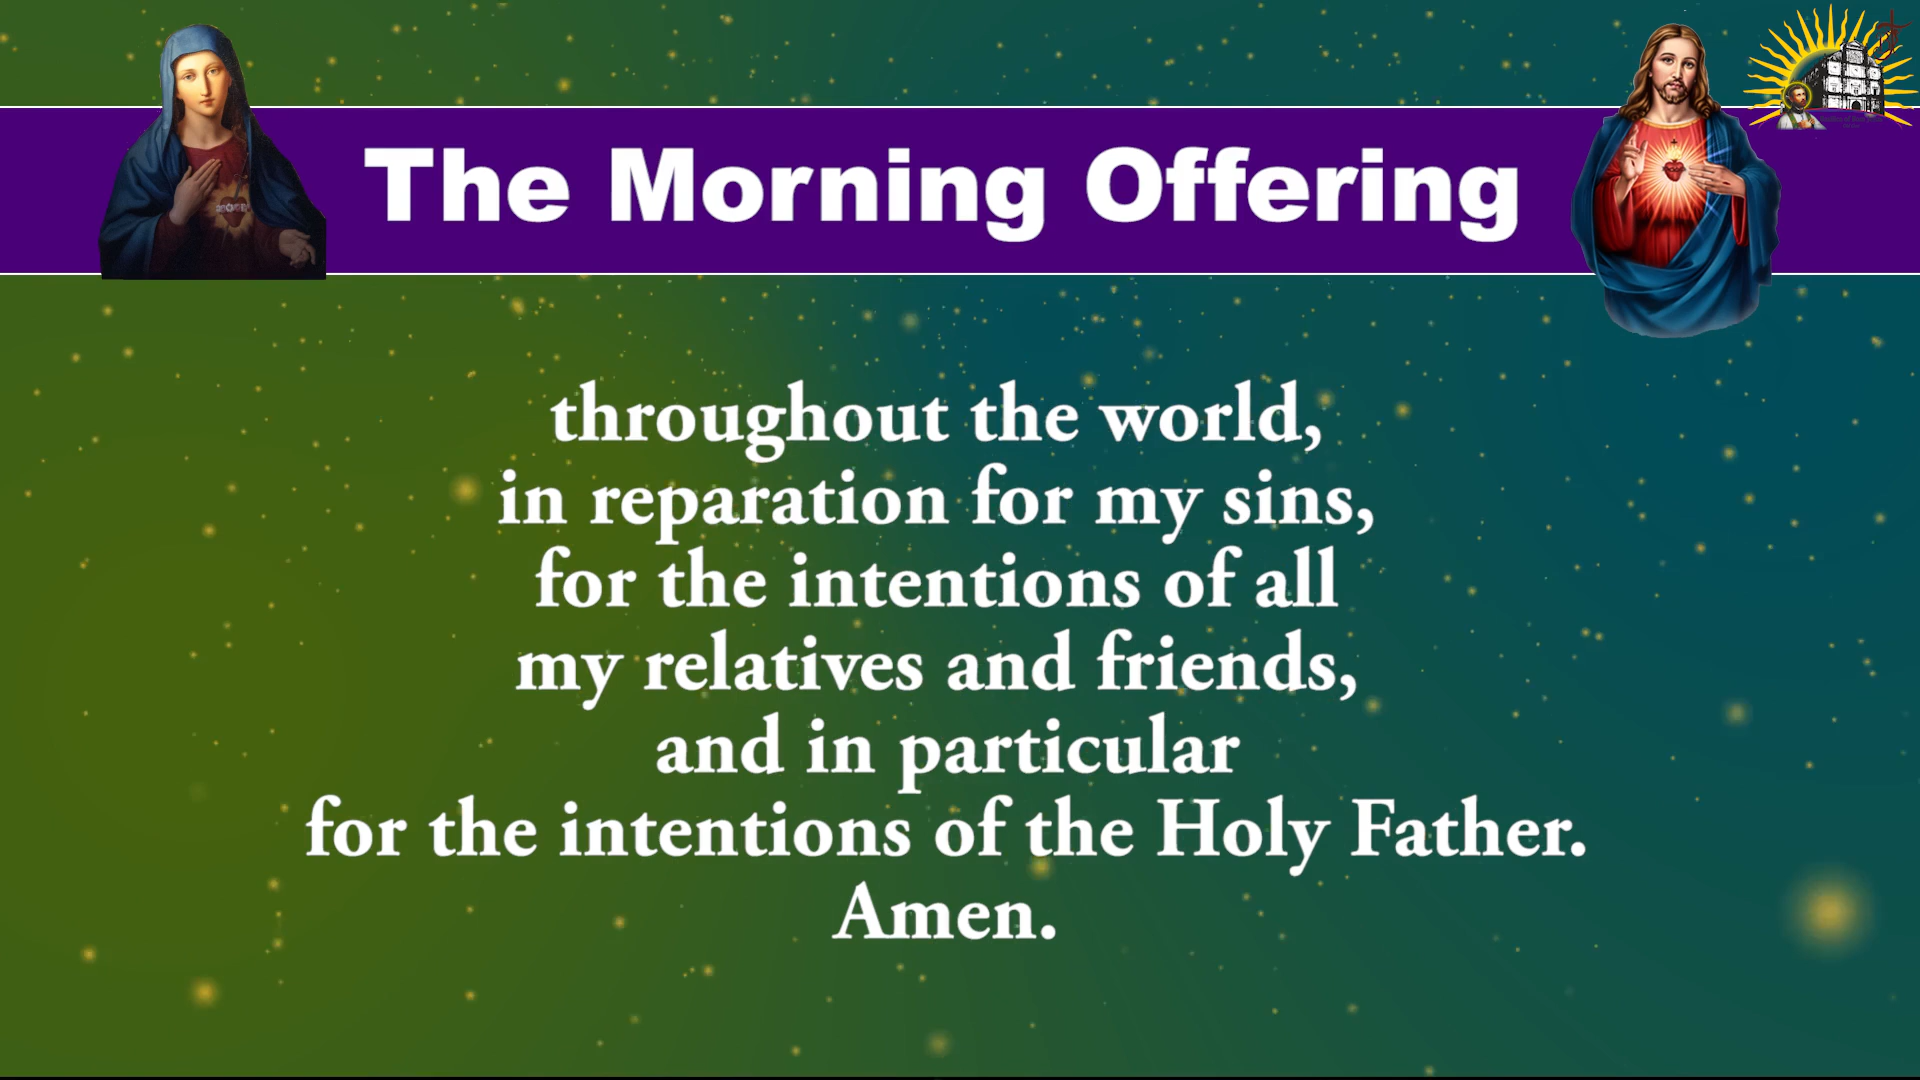 The Morning Offering
throughout the world,
in reparation for my sins,
for the intentions of all
my relatives and friends,
and in particular
for the intentions of the Holy Father.
Amen.